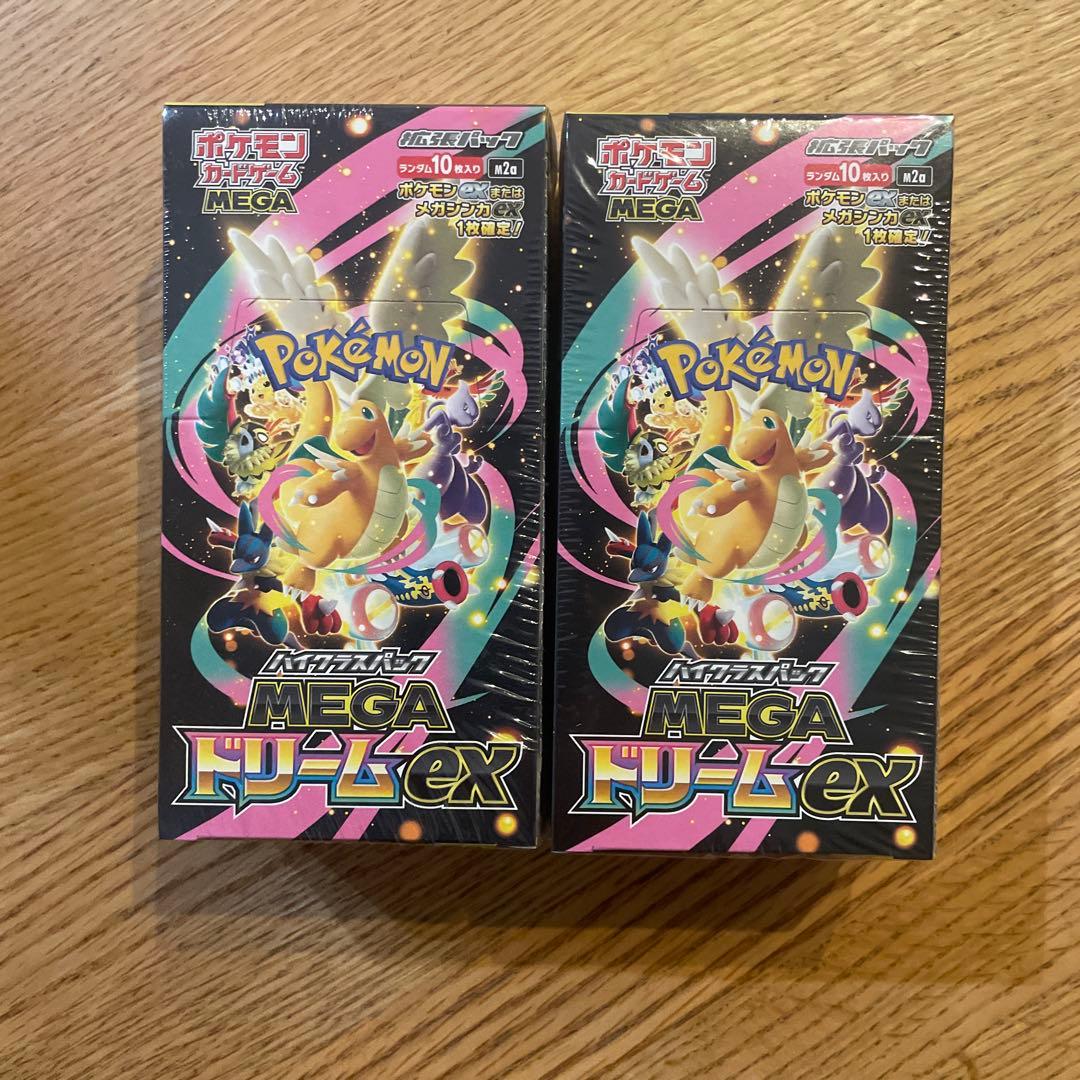 ポケモン
カードゲーム
MEGA
拡張パック
ランダム10枚入り M2a
ポケモンexまたは
メガシンカex
1枚確定!
POKéMON
ハイクラスパック
MEGA
ドリームex
ポケモン
カードゲーム
MEGA
拡張パック
ランダム10枚入り M2a
ポケモンexまたは
メガシンカex
1枚確定!
POKéMON
ハイクラスパック
MEGA
ドリームex